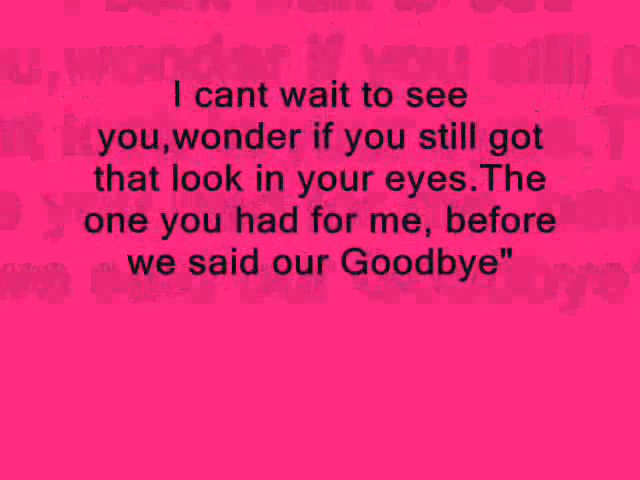 I cant wait to see
you,wonder if you still got
that look in your eyes.The
one you had for me, before
we said our Goodbye"